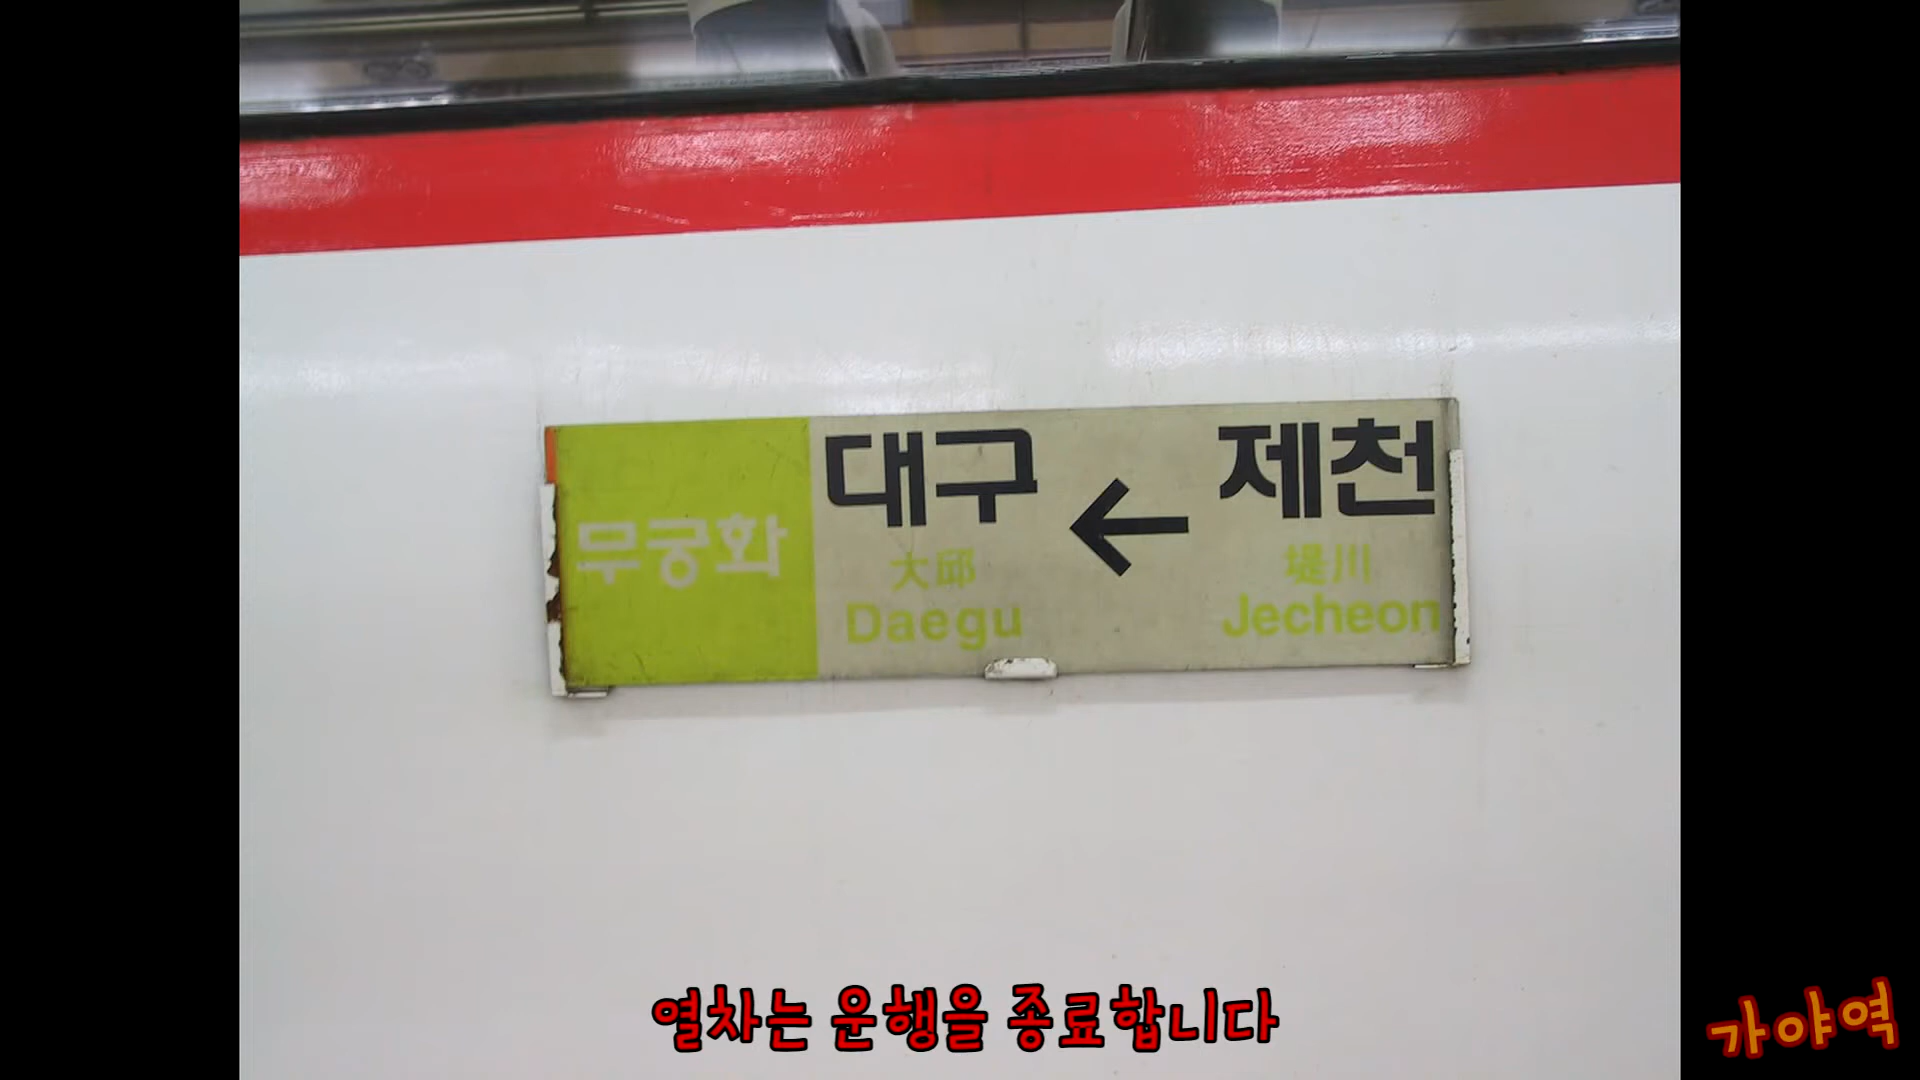 무궁화
대구 ← 제천
大邱 堤川
Daegu Jecheon
열차는 운행을 종료합니다
가야역